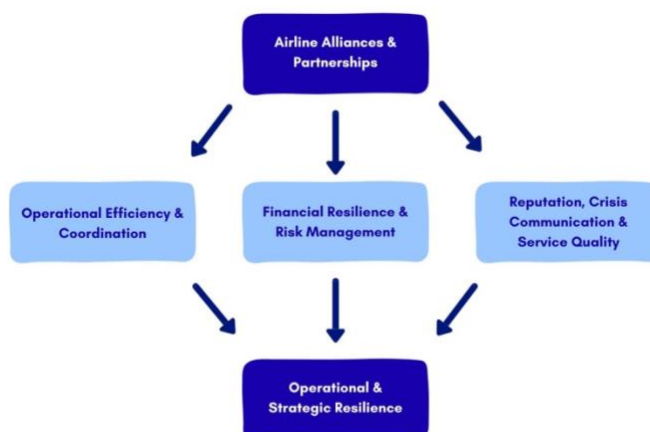 Airline Alliances &
Partnerships
Operational Efficiency &
Coordination
Financial Resilience &
Risk Management
Reputation, Crisis
Communication &
Service Quality
Operational &
Strategic Resilience